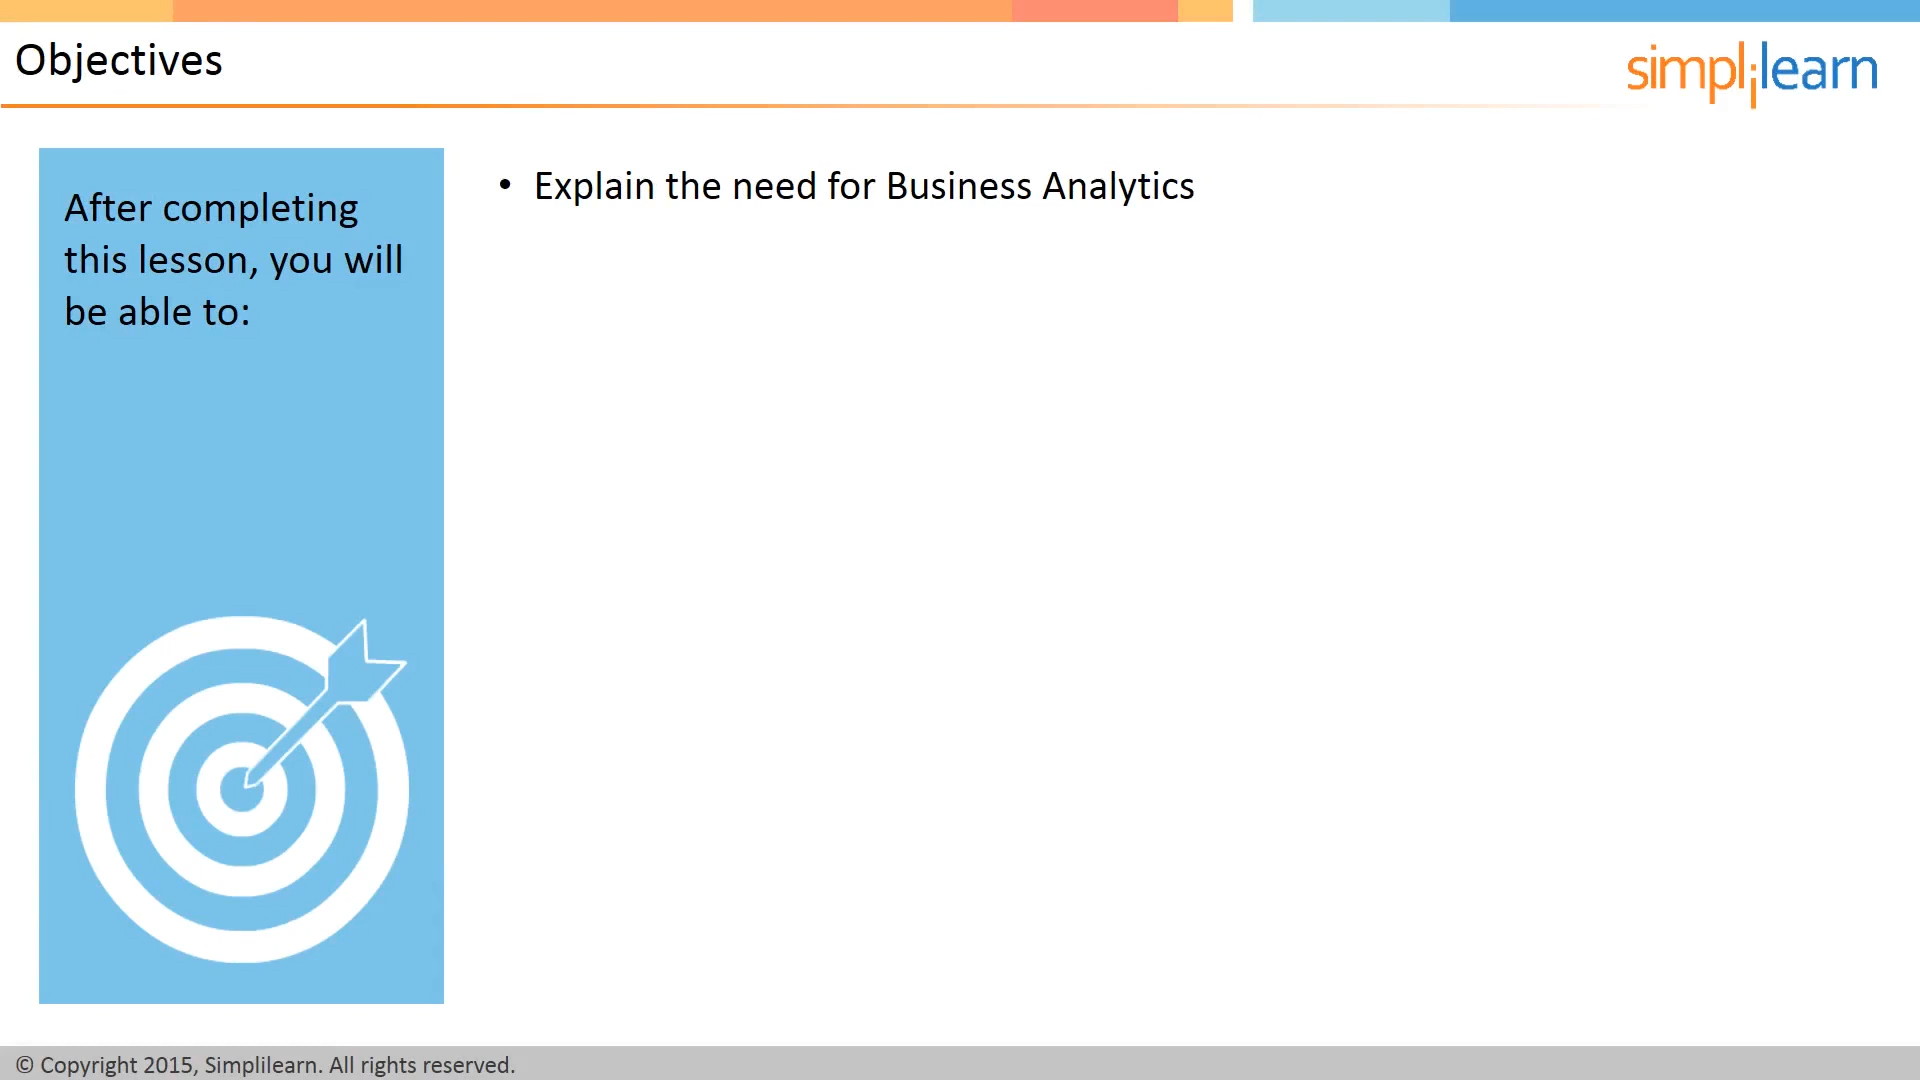 Objectives
simplilearn
After completing
this lesson, you will
be able to:
• Explain the need for Business Analytics
© Copyright 2015, Simplilearn. All rights reserved.